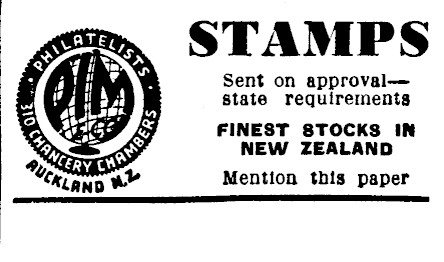 · PHILATELISTS ·
PIM
& CO
310 CHANCERY CHAMBERS
AUCKLAND N.Z.
STAMPS
Sent on approval—
state requirements
FINEST STOCKS IN
NEW ZEALAND
Mention this paper